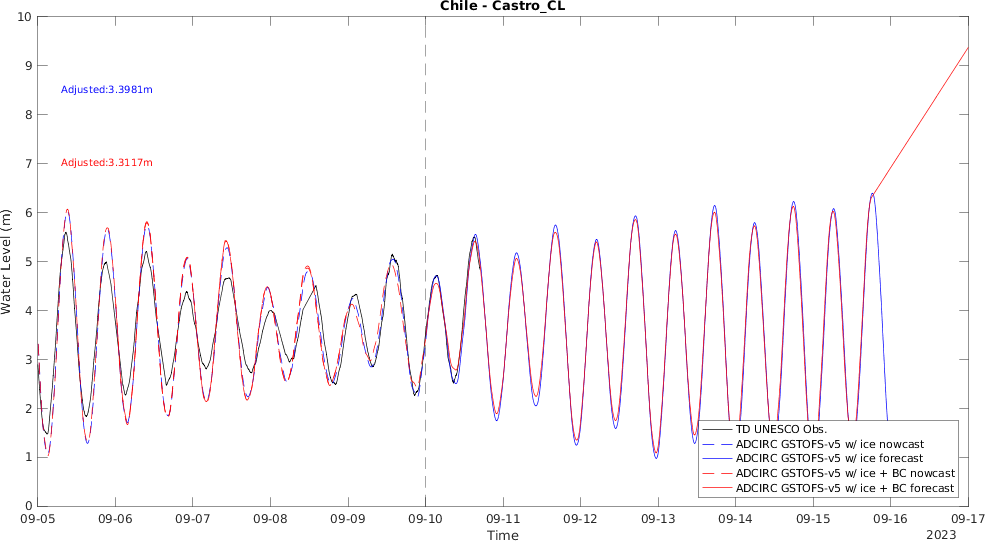 Chile - Castro_CL
10
9
8
7
6
5
4
3
2
1
0
Water Level (m)
Adjusted:3.3981m
Adjusted:3.3117m
TD UNESCO Obs.
ADCIRC GSTOFS-v5 w/ ice nowcast
ADCIRC GSTOFS-v5 w/ ice forecast
ADCIRC GSTOFS-v5 w/ ice + BC nowcast
ADCIRC GSTOFS-v5 w/ ice + BC forecast
09-05 09-06 09-07 09-08 09-09 09-10 09-11 09-12 09-13 09-14 09-15 09-16 09-17
Time
2023